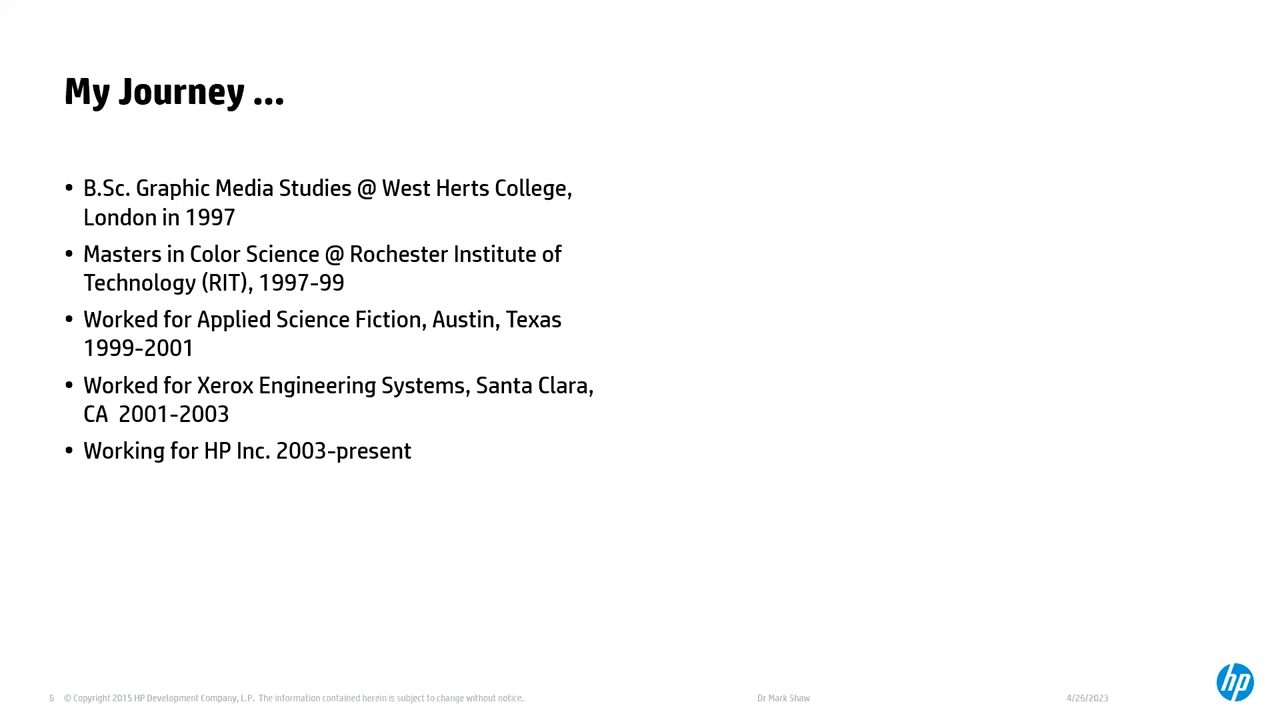 My Journey ...
• B.Sc. Graphic Media Studies @ West Herts College,
London in 1997
• Masters in Color Science @ Rochester Institute of
Technology (RIT), 1997-99
• Worked for Applied Science Fiction, Austin, Texas
1999-2001
• Worked for Xerox Engineering Systems, Santa Clara,
CA  2001-2003
• Working for HP Inc. 2003-present
6 © Copyright 2015 HP Development Company, L.P.  The information contained herein is subject to change without notice. Dr Mark Shaw 4/26/2023
hp